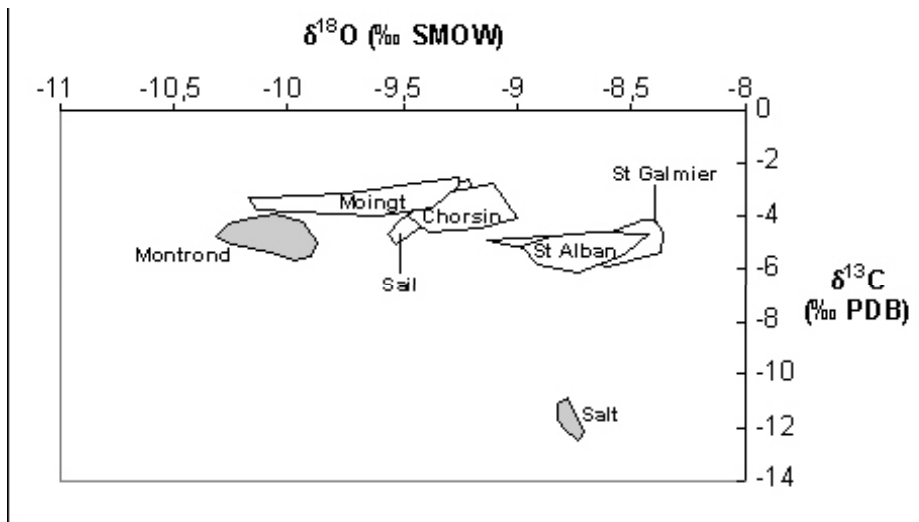 δ18O (‰ SMOW)
-11 -10,5 -10 -9,5 -9 -8,5 -8
0
-2
St Galmier
Moingt
Chorsin
-4
Montrond
St Alban
Sail
-6
δ13C
(‰ PDB)
-8
-10
Salt
-12
-14